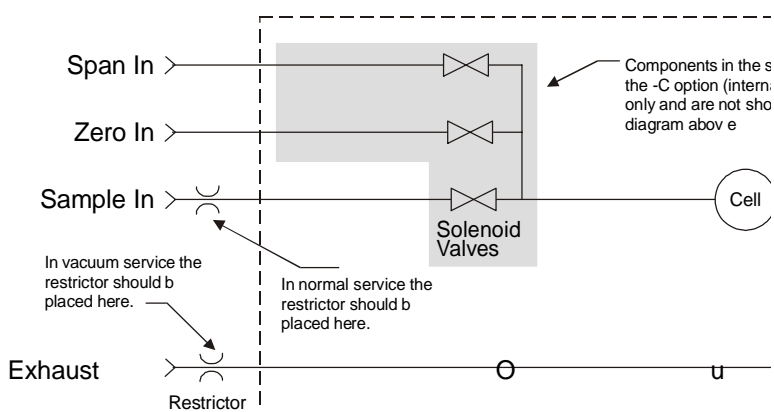 Span In
Components in the s
the -C option (interna
only and are not sho
diagram abov e
Zero In
Sample In
Cell
Solenoid
Valves
In vacuum service the
restrictor should b
placed here.
In normal service the
restrictor should b
placed here.
Exhaust
O
u
Restrictor